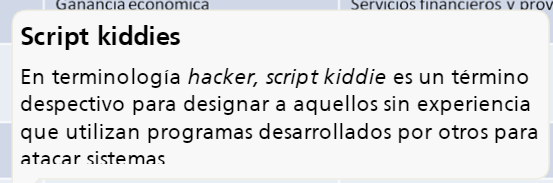 Ganancia económica
Servicios financieros y prov
Script kiddies
En terminología hacker, script kiddie es un término
despectivo para designar a aquellos sin experiencia
que utilizan programas desarrollados por otros para
atacar sistemas